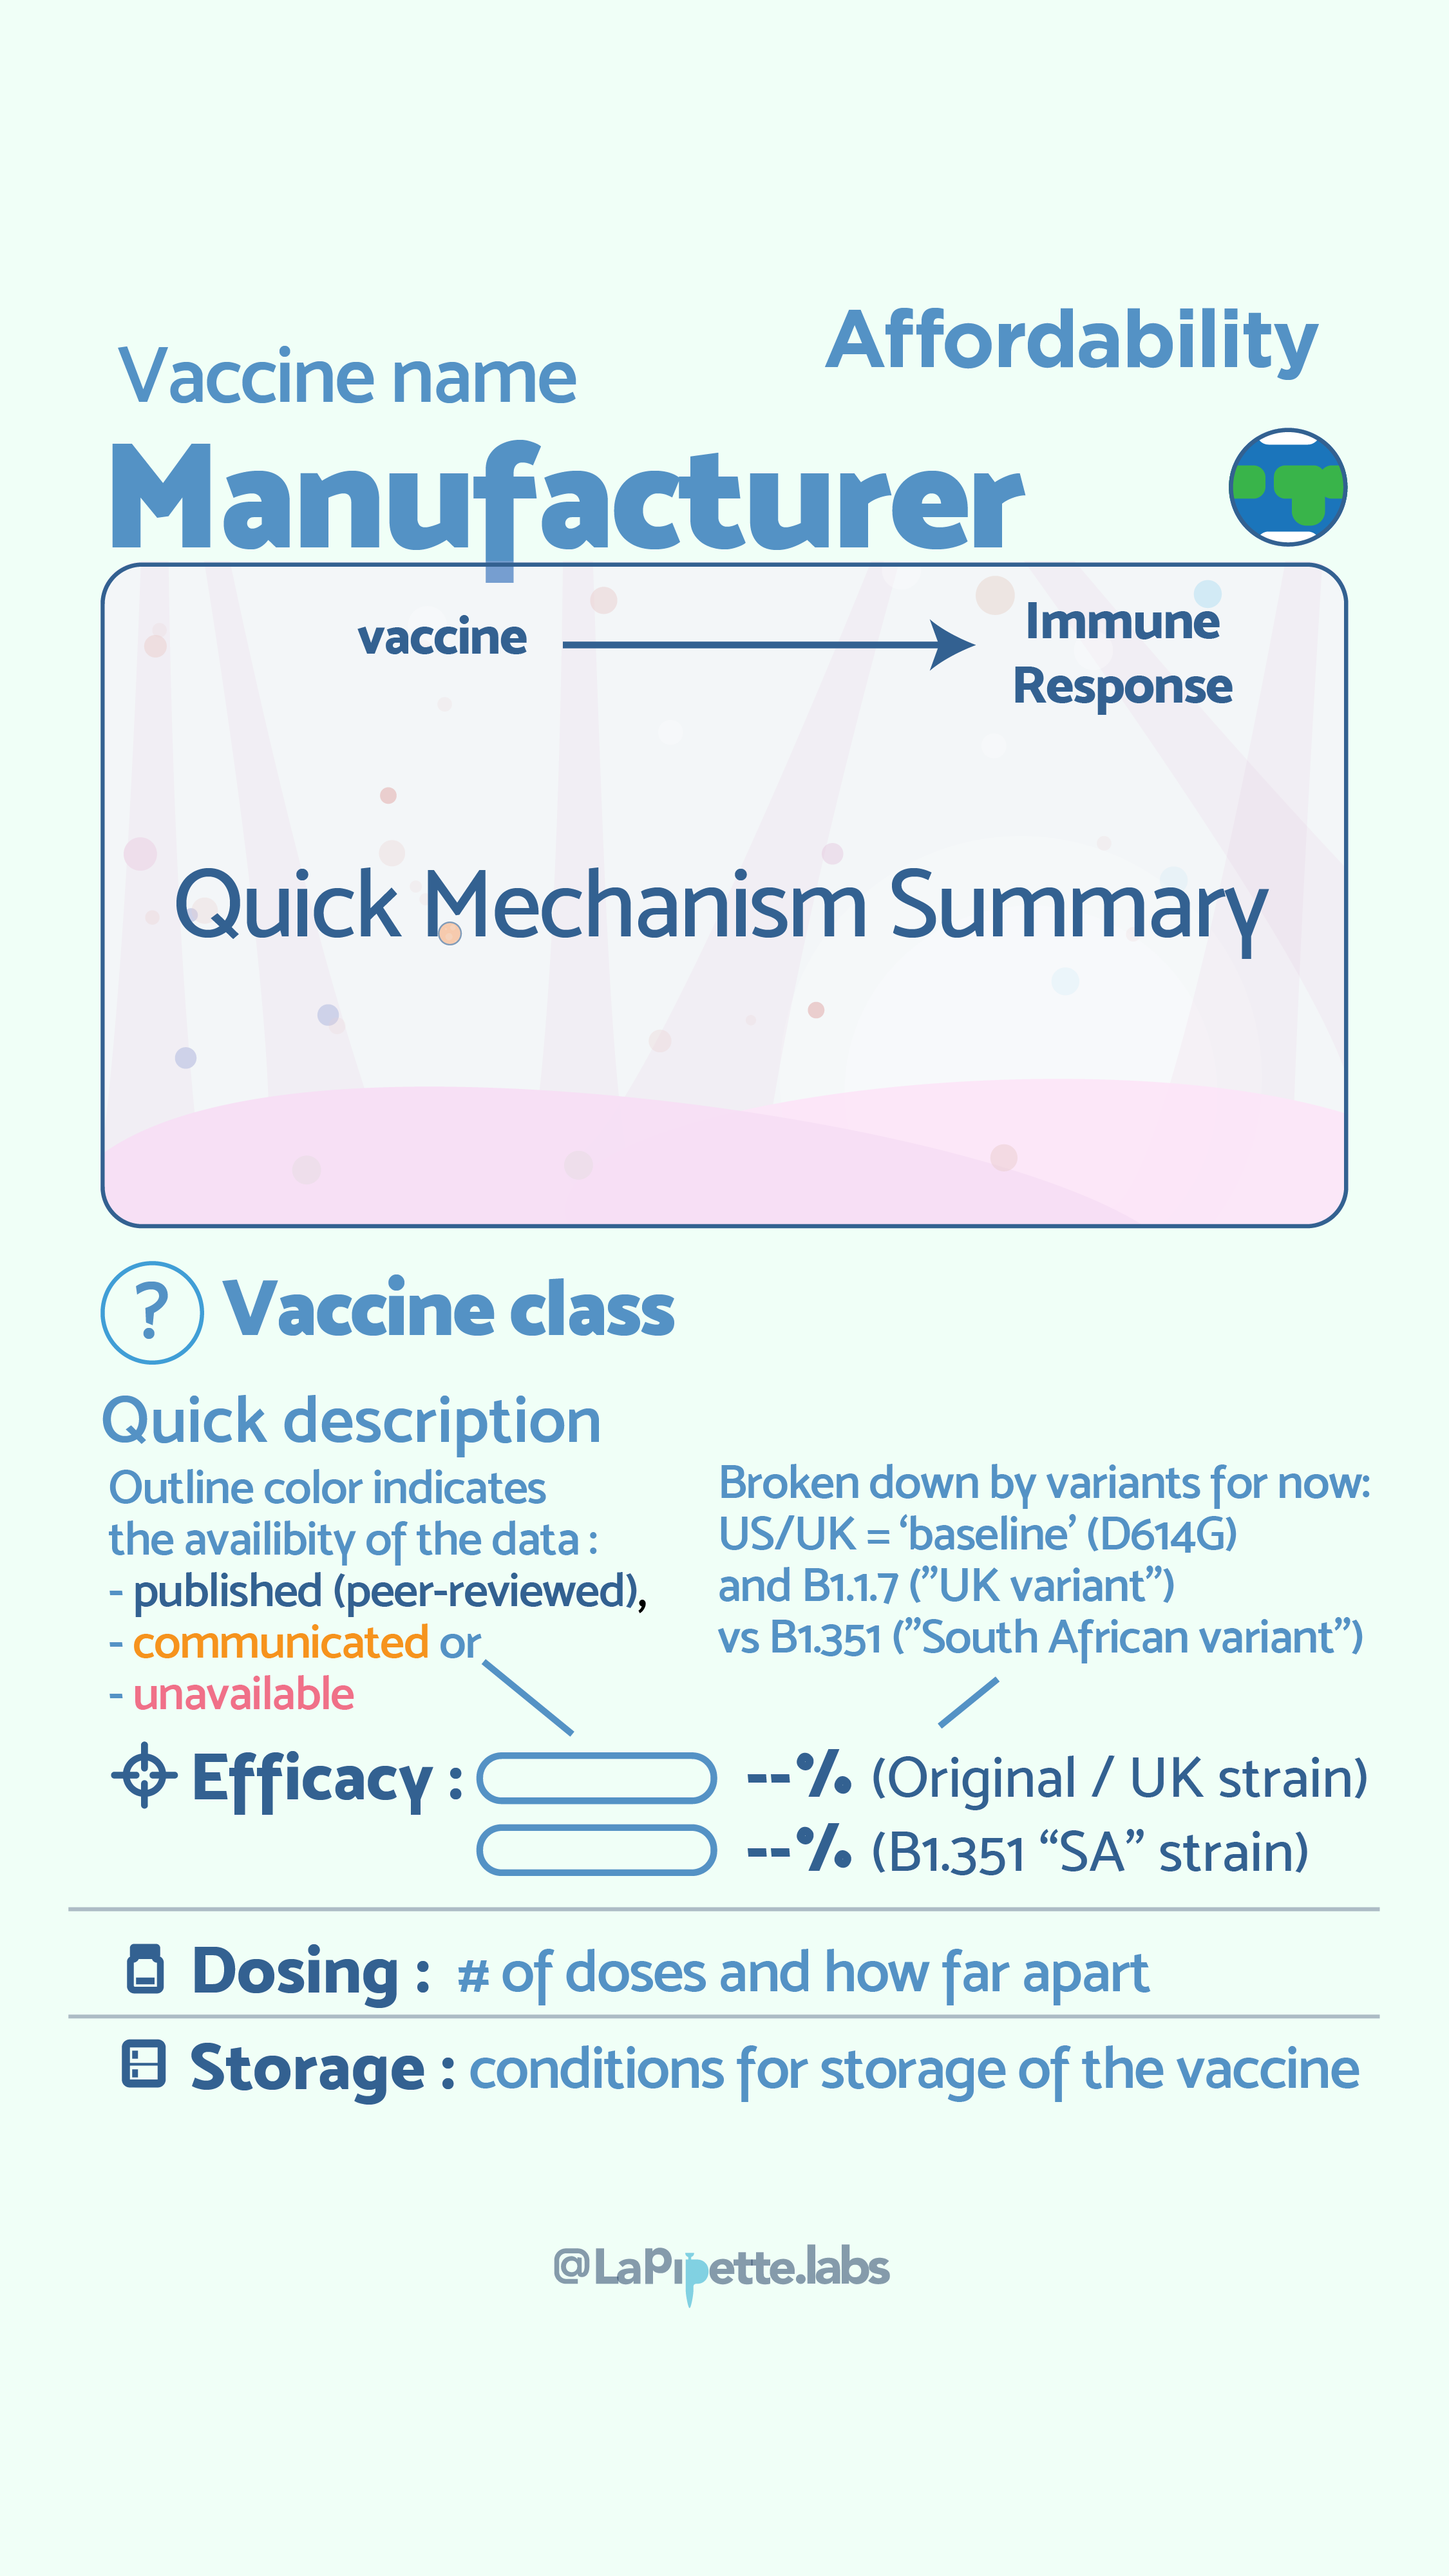 Affordability
Vaccine name
Manufacturer
vaccine
Immune
Response
Quick Mechanism Summary
? Vaccine class
Quick description
Outline color indicates
the availibity of the data :
- published (peer-reviewed),
- communicated or
- unavailable
Broken down by variants for now:
US/UK = ‘baseline’ (D614G)
and B1.1.7 (”UK variant”)
vs B1.351 (”South African variant”)
Efficacy : --% (Original / UK strain)
--% (B1.351 “SA” strain)
Dosing : # of doses and how far apart
Storage : conditions for storage of the vaccine
@LaPipette.labs